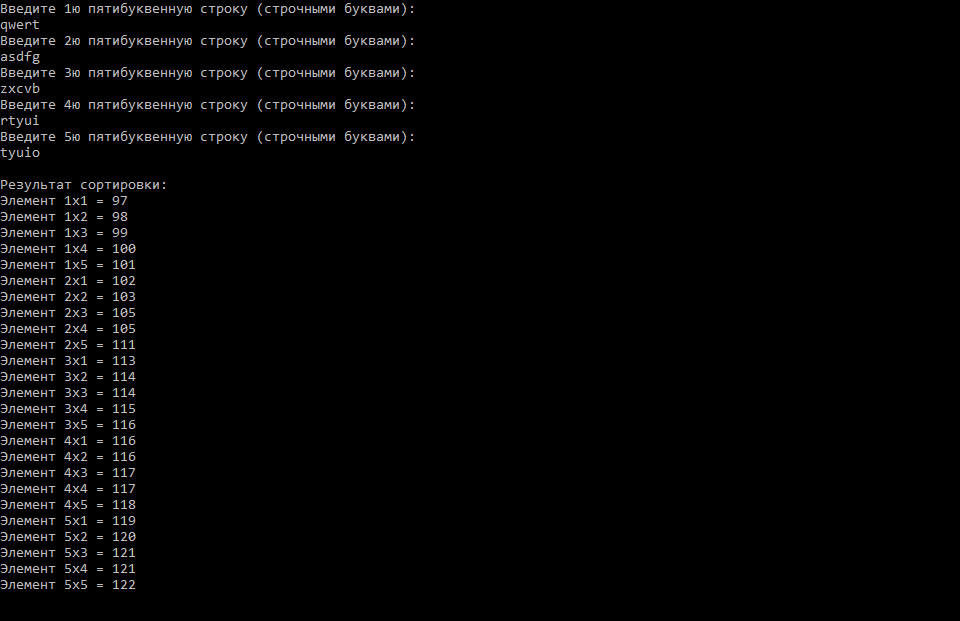 Введите 1ю пятибуквенную строку (строчными буквами):
qwert
Введите 2ю пятибуквенную строку (строчными буквами):
asdfg
Введите 3ю пятибуквенную строку (строчными буквами):
zxcvb
Введите 4ю пятибуквенную строку (строчными буквами):
rtyui
Введите 5ю пятибуквенную строку (строчными буквами):
tyuio
Результат сортировки:
Элемент 1x1 = 97
Элемент 1x2 = 98
Элемент 1x3 = 99
Элемент 1x4 = 100
Элемент 1x5 = 101
Элемент 2x1 = 102
Элемент 2x2 = 103
Элемент 2x3 = 105
Элемент 2x4 = 105
Элемент 2x5 = 111
Элемент 3x1 = 113
Элемент 3x2 = 114
Элемент 3x3 = 114
Элемент 3x4 = 115
Элемент 3x5 = 116
Элемент 4x1 = 116
Элемент 4x2 = 116
Элемент 4x3 = 117
Элемент 4x4 = 117
Элемент 4x5 = 118
Элемент 5x1 = 119
Элемент 5x2 = 120
Элемент 5x3 = 121
Элемент 5x4 = 121
Элемент 5x5 = 122